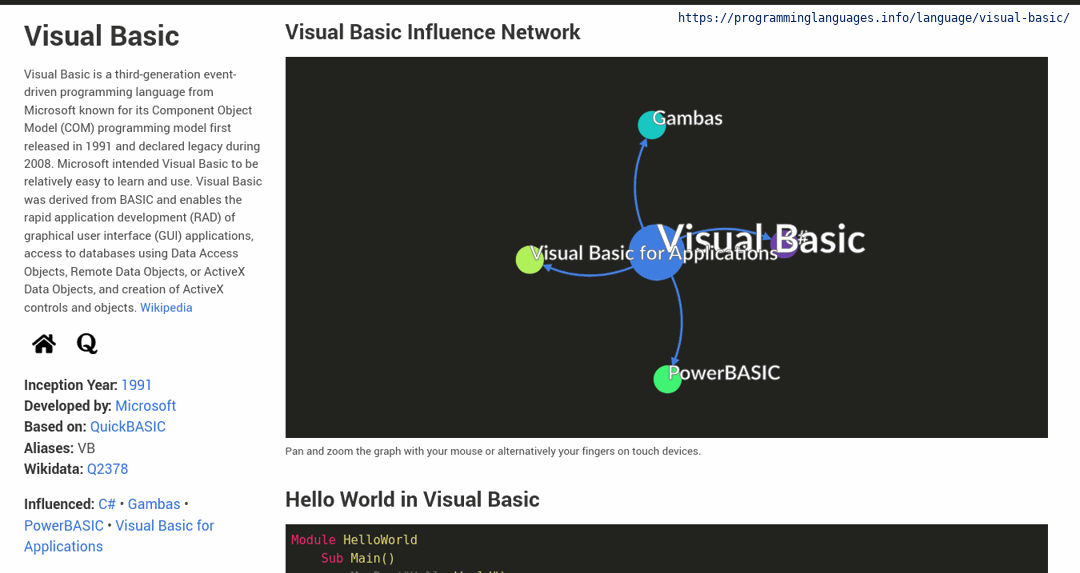 https://programminglanguages.info/language/visual-basic/
Visual Basic
Visual Basic is a third-generation event-
driven programming language from
Microsoft known for its Component Object
Model (COM) programming model first
released in 1991 and declared legacy during
2008. Microsoft intended Visual Basic to be
relatively easy to learn and use. Visual Basic
was derived from BASIC and enables the
rapid application development (RAD) of
graphical user interface (GUI) applications,
access to databases using Data Access
Objects, Remote Data Objects, or ActiveX
Data Objects, and creation of ActiveX
controls and objects. Wikipedia
Inception Year: 1991
Developed by: Microsoft
Based on: QuickBASIC
Aliases: VB
Wikidata: Q2378
Influenced: C# • Gambas •
PowerBASIC • Visual Basic for
Applications
Visual Basic Influence Network
Gambas
Visual Basic
Visual Basic for Applications
PowerBASIC
Pan and zoom the graph with your mouse or alternatively your fingers on touch devices.
Hello World in Visual Basic
Module HelloWorld
Sub Main()